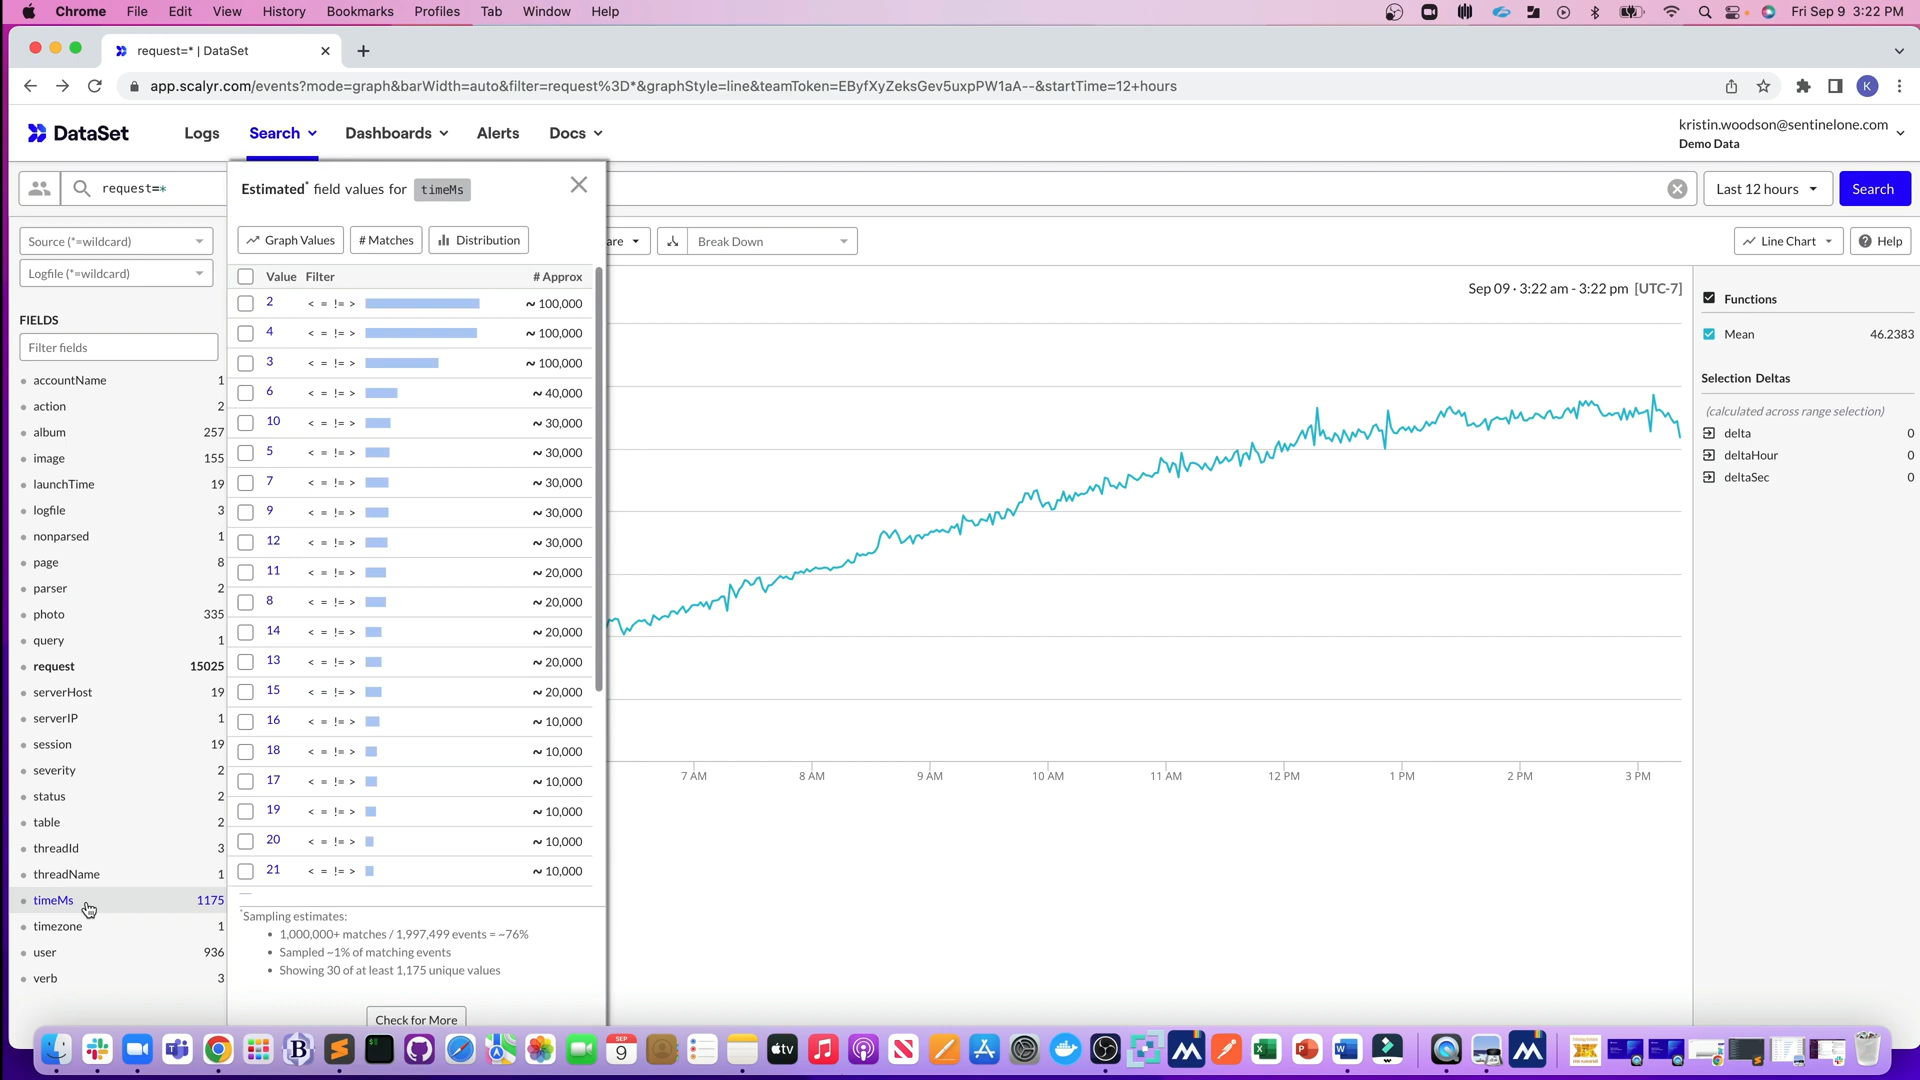 Chrome File Edit View History Bookmarks Profiles Tab Window Help Fri Sep 9 3:22 PM
request=* | DataSet
app.scalyr.com/events?mode=graph&barWidth=auto&filter=request%3D*&graphStyle=line&teamToken=EByfXyZeksGev5uxpPW1aA--&startTime=12+hours K
DataSet Logs Search Dashboards Alerts Docs
kristin.woodson@sentinelone.com
Demo Data
request=*
Last 12 hours Search
Source (*=wildcard)
Logfile (*=wildcard)
FIELDS
Filter fields
accountName 1
action 2
album 257
image 155
launchTime 19
logfile 3
nonparsed 1
page 8
parser 2
photo 335
query 1
request 15025
serverHost 19
serverIP 1
session 19
severity 2
status 2
table 2
threadId 3
threadName 1
timeMs 1175
timezone 1
user 936
verb 3
Estimated* field values for timeMs
Graph Values # Matches Distribution
Value Filter # Approx
2 < = != > ~ 100,000
4 < = != > ~ 100,000
3 < = != > ~ 100,000
6 < = != > ~ 40,000
10 < = != > ~ 30,000
5 < = != > ~ 30,000
7 < = != > ~ 30,000
9 < = != > ~ 30,000
12 < = != > ~ 30,000
11 < = != > ~ 20,000
8 < = != > ~ 20,000
14 < = != > ~ 20,000
13 < = != > ~ 20,000
15 < = != > ~ 20,000
16 < = != > ~ 10,000
18 < = != > ~ 10,000
17 < = != > ~ 10,000
19 < = != > ~ 10,000
20 < = != > ~ 10,000
21 < = != > ~ 10,000
*Sampling estimates:
• 1,000,000+ matches / 1,997,499 events = ~76%
• Sampled ~1% of matching events
• Showing 30 of at least 1,175 unique values
Check for More
are Break Down Line Chart Help
Sep 09 · 3:22 am - 3:22 pm [UTC-7]
7 AM 8 AM 9 AM 10 AM 11 AM 12 PM 1 PM 2 PM 3 PM
Functions
Mean 46.2383
Selection Deltas
(calculated across range selection)
delta 0
deltaHour 0
deltaSec 0
SEP
9
tv